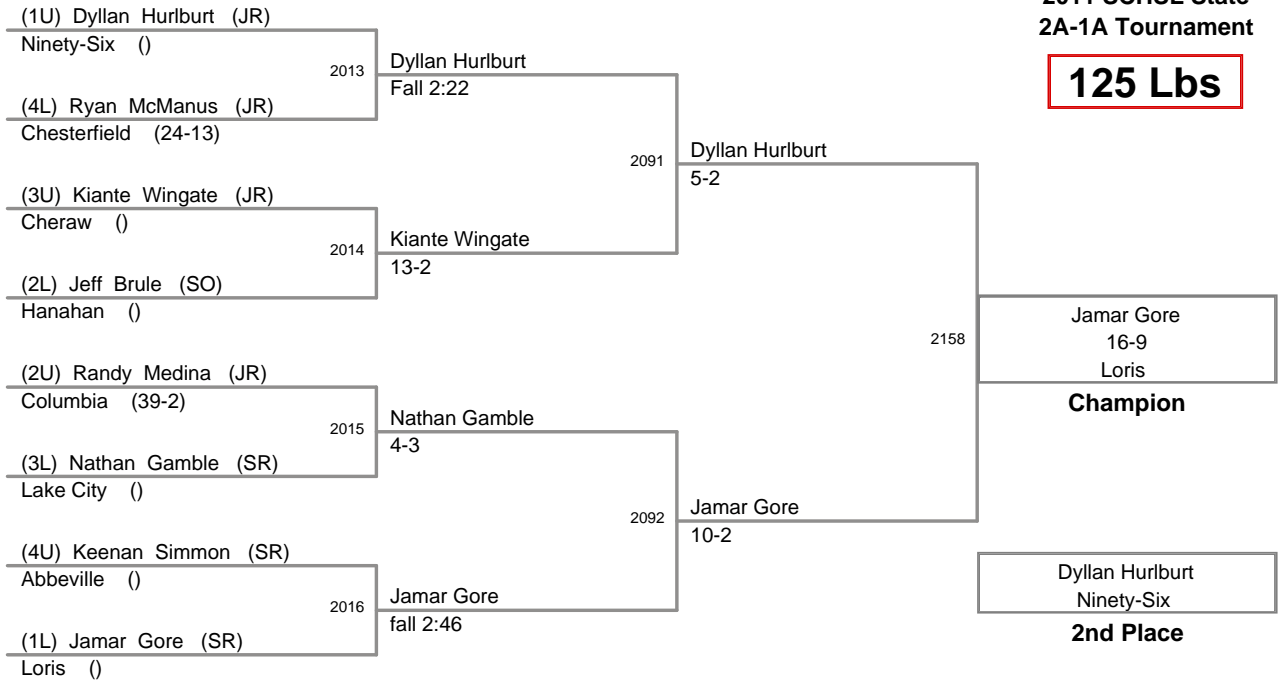 2A-1A Tournament
125 Lbs
(1U) Dyllan Hurlburt (JR)
Ninety-Six ()
2013
Dyllan Hurlburt
Fall 2:22
(4L) Ryan McManus (JR)
Chesterfield (24-13)
2091
Dyllan Hurlburt
5-2
(3U) Kiante Wingate (JR)
Cheraw ()
2014
Kiante Wingate
13-2
(2L) Jeff Brule (SO)
Hanahan ()
2158
Jamar Gore
16-9
Loris
Champion
(2U) Randy Medina (JR)
Columbia (39-2)
2015
Nathan Gamble
4-3
(3L) Nathan Gamble (SR)
Lake City ()
2092
Jamar Gore
10-2
(4U) Keenan Simmon (SR)
Abbeville ()
2016
Jamar Gore
fall 2:46
(1L) Jamar Gore (SR)
Loris ()
Dyllan Hurlburt
Ninety-Six
2nd Place